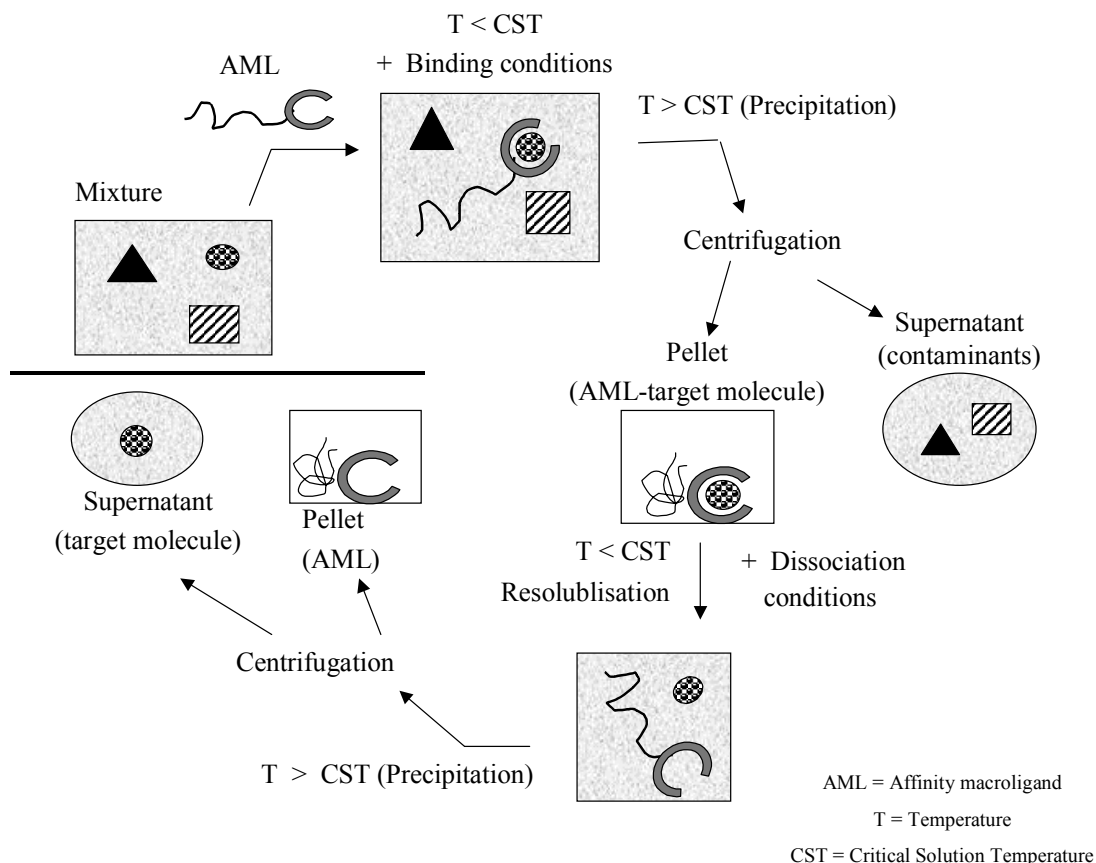 T < CST
+ Binding conditions
AML
T > CST (Precipitation)
Mixture
Centrifugation
Supernatant
(contaminants)
Pellet
(AML-target molecule)
Supernatant
(target molecule)
Pellet
(AML)
T < CST
Resolublisation
+ Dissociation
conditions
Centrifugation
T > CST (Precipitation)
AML = Affinity macroligand
T = Temperature
CST = Critical Solution Temperature